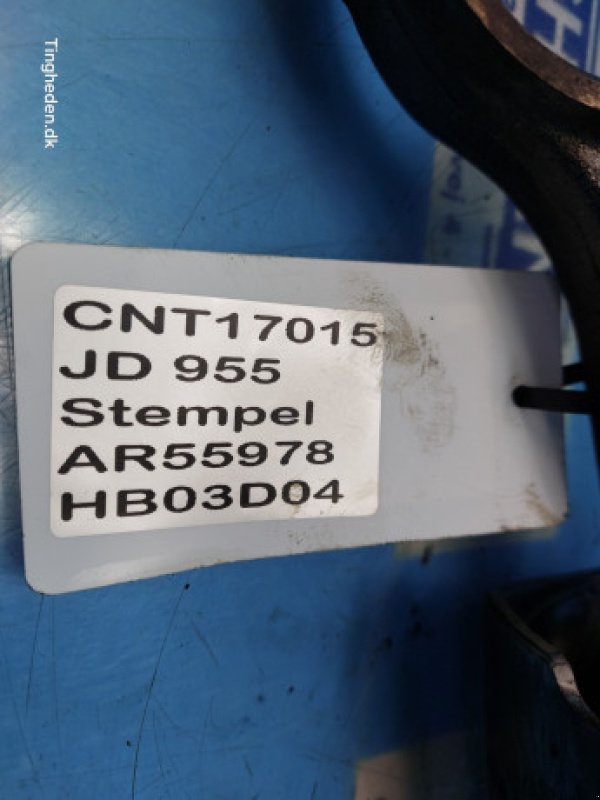 Tingheden.dk
CNT17015
JD 955
Stempel
AR55978
HB03D04